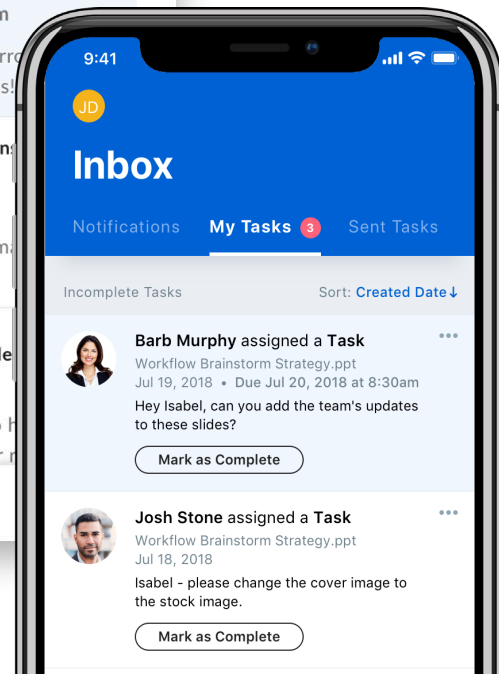 9:41
JD
Inbox
Notifications My Tasks 3 Sent Tasks
Incomplete Tasks Sort: Created Date↓
Barb Murphy assigned a Task
Workflow Brainstorm Strategy.ppt
Jul 19, 2018 • Due Jul 20, 2018 at 8:30am
Hey Isabel, can you add the team's updates
to these slides?
Mark as Complete
Josh Stone assigned a Task
Workflow Brainstorm Strategy.ppt
Jul 18, 2018
Isabel - please change the cover image to
the stock image.
Mark as Complete